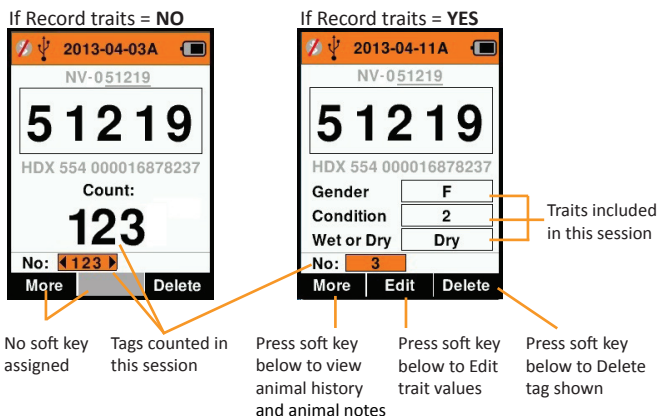 If Record traits = NO
2013-04-03A
NV-051219
51219
HDX 554 000016878237
Count:
123
No: 123
More Delete
No soft key
assigned
Tags counted in
this session
If Record traits = YES
2013-04-11A
NV-051219
51219
HDX 554 000016878237
Gender F
Condition 2
Wet or Dry Dry
No: 3
More Edit Delete
Traits included
in this session
Press soft key
below to view
animal history
and animal notes
Press soft key
below to Edit
trait values
Press soft key
below to Delete
tag shown